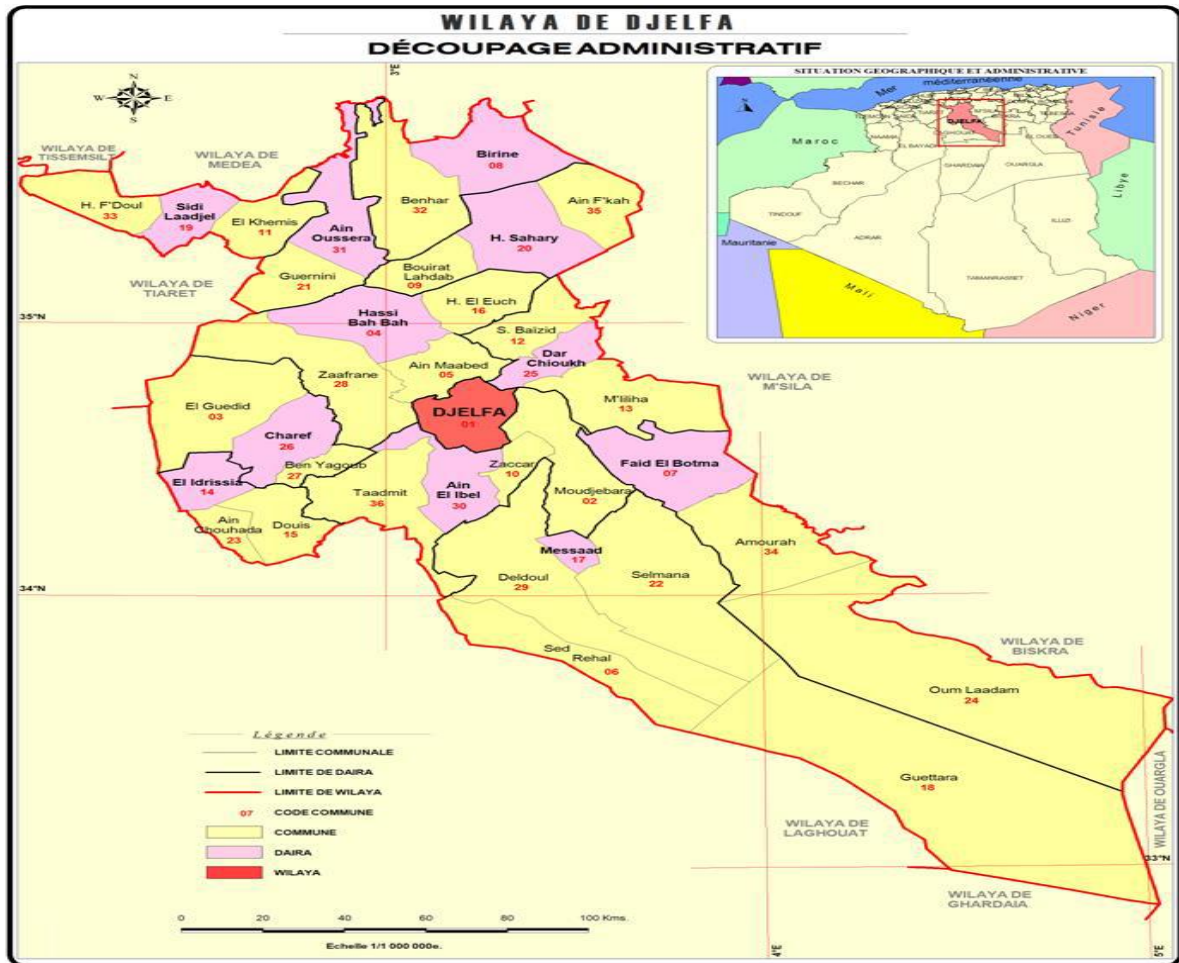 WILAYA DE DJELFA
DÉCOUPAGE ADMINISTRATIF
SITUATION GEOGRAPHIQUE ET ADMINISTRATIVE
Mer méditerranéenne
Maroc
Tunisie
Libye
Mauritanie
Mali
Niger
DJELFA
M'SILA
NAAMA
ELBAYADH
LAGHOUAT
EL OUED
GHARDAIA
OUARGLA
BECHAR
TINDOUF
ADRAR
ILLIZI
TAMANRASSET
N
W
E
S
3°E
WILAYA DE TISSEMSILT
WILAYA DE MEDEA
WILAYA DE TIARET
WILAYA DE M'SILA
WILAYA DE BISKRA
WILAYA DE OUARGLA
WILAYA DE LAGHOUAT
WILAYA DE GHARDAIA
H. F'Doul
33
Sidi Laadjel
19
El Khemis
11
Ain Oussera
31
Benhar
32
Birine
08
Ain F'kah
35
H. Sahary
20
Guernini
21
Bouirat Lahdab
09
H. El Euch
16
35°N
Hassi Bah Bah
04
S. Baïzid
12
Dar Chioukh
25
Zaafrane
28
Ain Maabed
05
El Guedid
03
DJELFA
01
M'liliha
13
Charef
26
Ben Yagoub
27
El Idrissia
14
Taadmit
36
Ain El Ibel
30
Zaccar
10
Moudjebara
02
Faid El Botma
07
Ain Chouhada
23
Douis
15
Messaad
17
Deldoul
29
Selmana
22
Amourah
34
34°N
Sed Rehal
06
Oum Laadam
24
Guettara
18
33°N
4°E
5°E
Légende
LIMITE COMMUNALE
LIMITE DE DAIRA
LIMITE DE WILAYA
07 CODE COMMUNE
COMMUNE
DAIRA
WILAYA
0 20 40 60 80 100 Kms.
Echelle 1/1 000 000e.